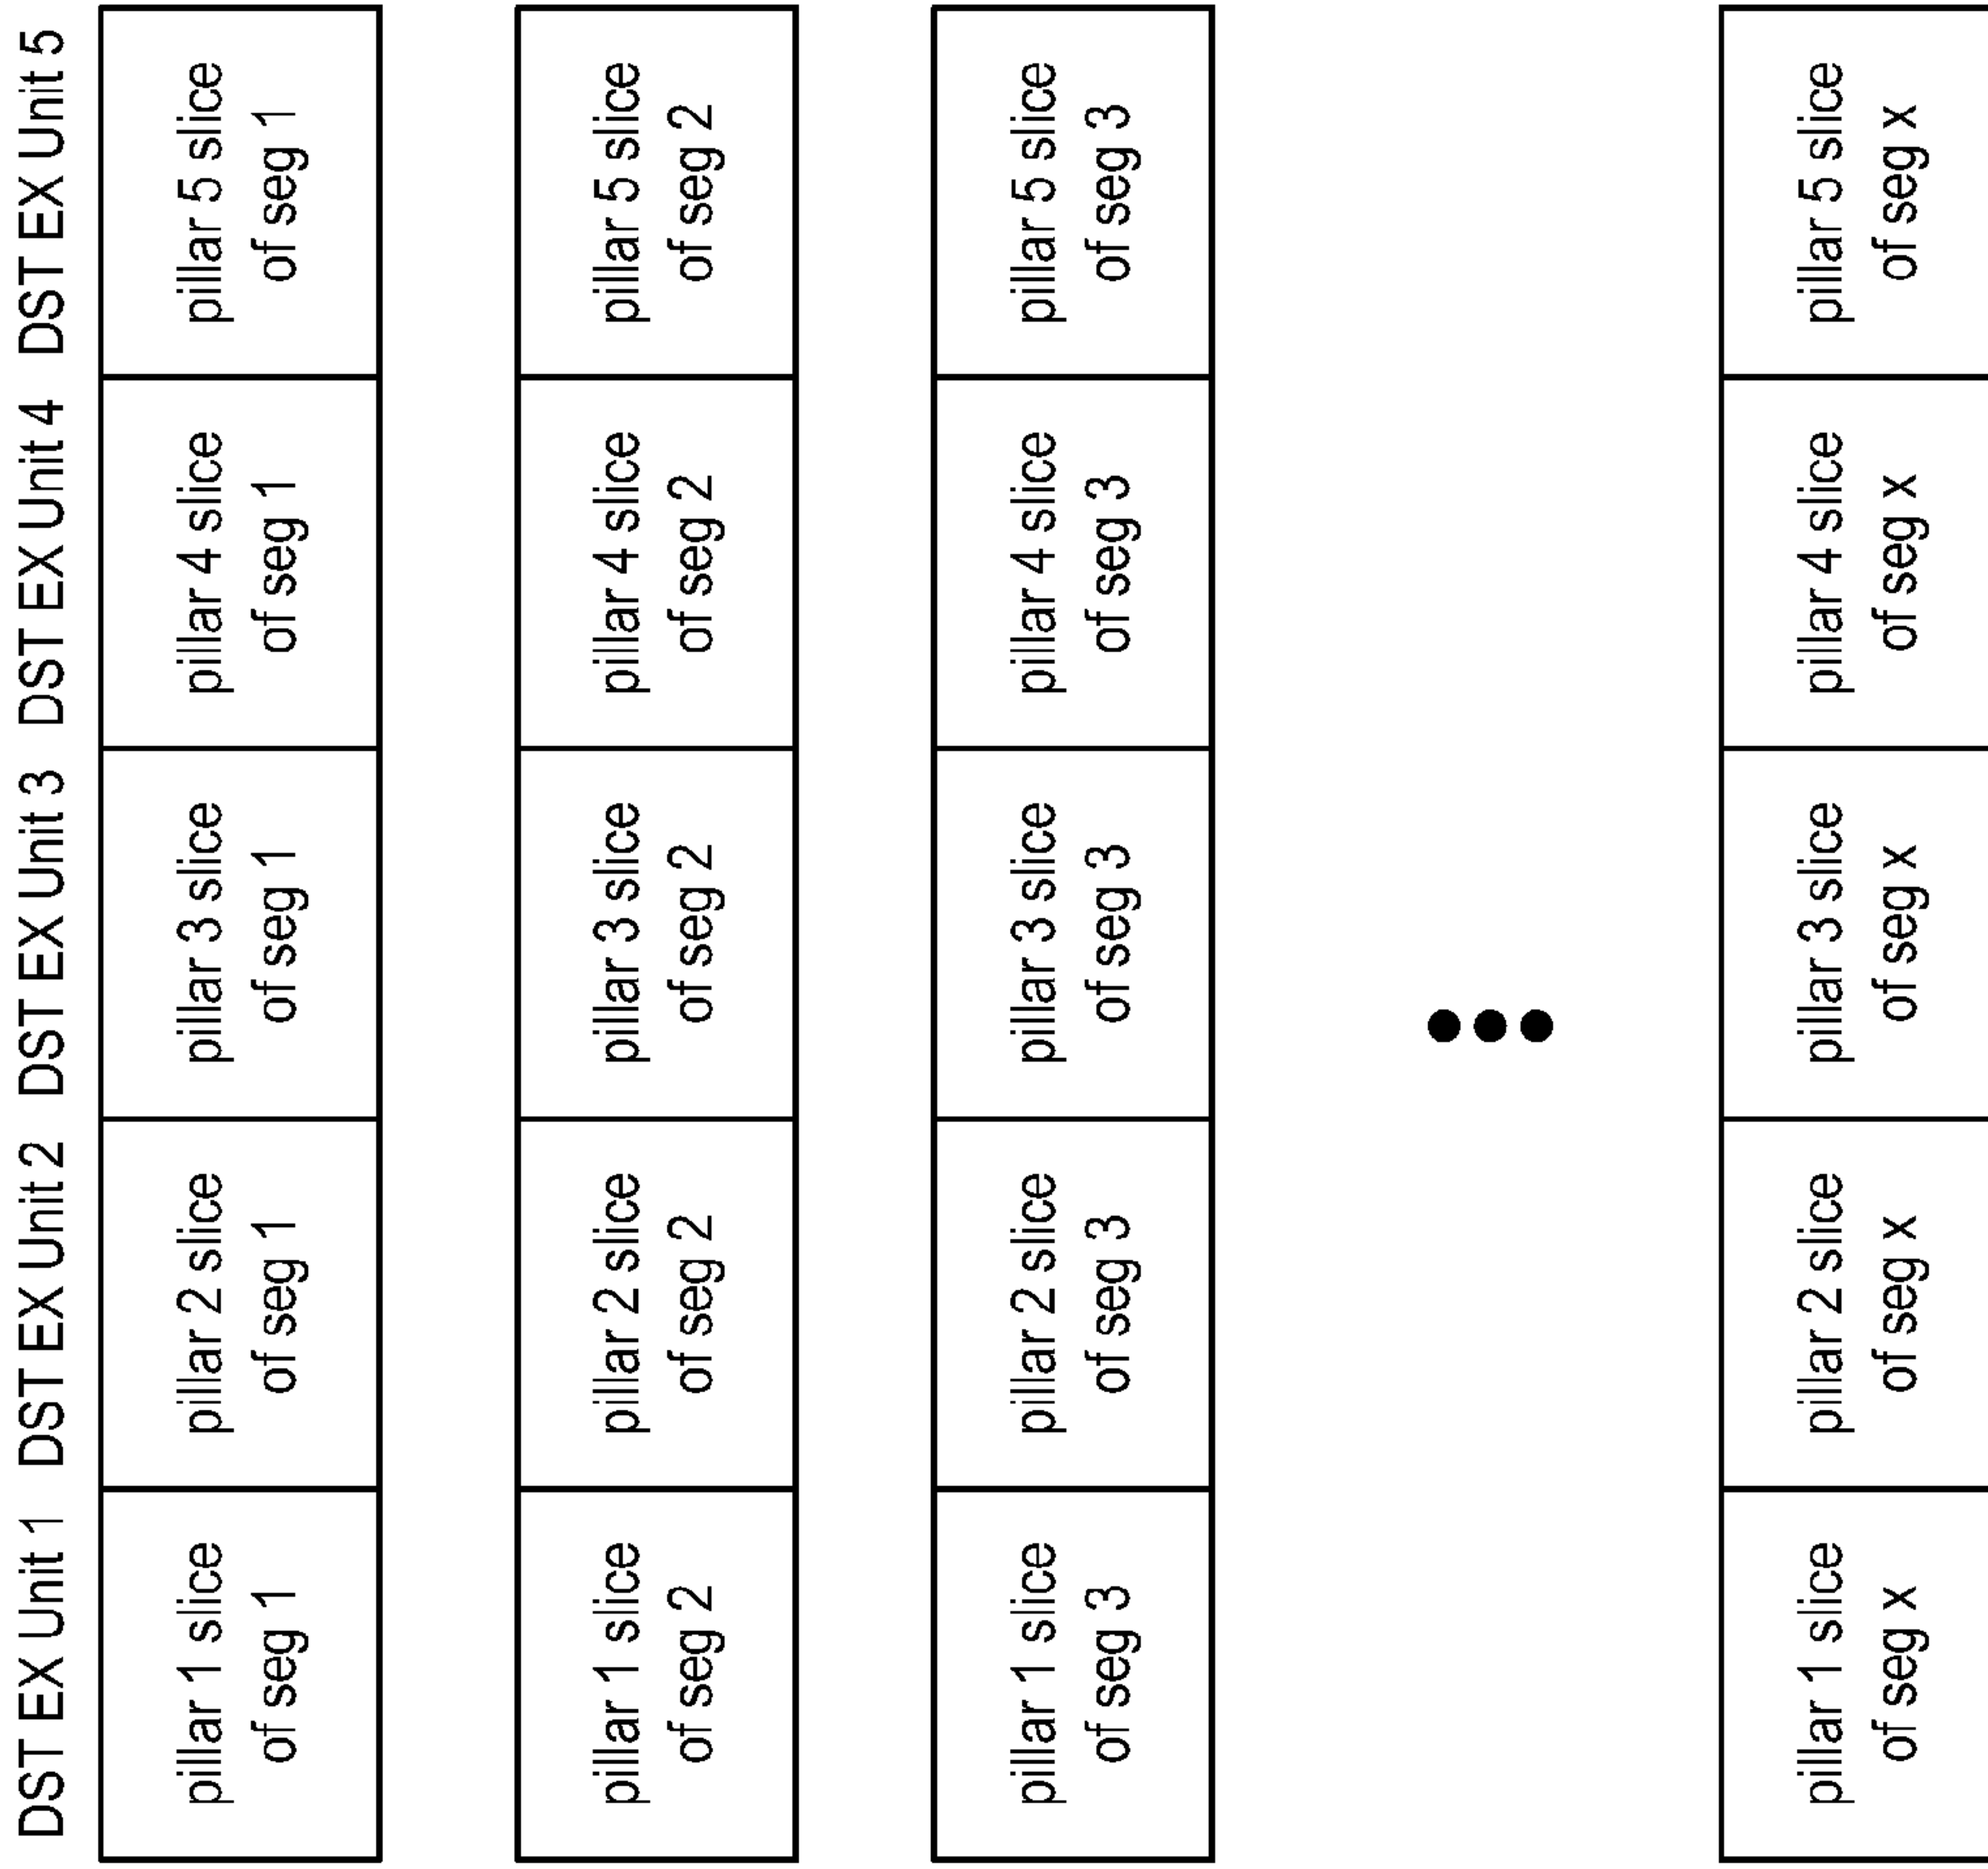 DST EX Unit 1
DST EX Unit 2
DST EX Unit 3
DST EX Unit 4
DST EX Unit 5
pillar 1 slice
of seg 1
pillar 2 slice
of seg 1
pillar 3 slice
of seg 1
pillar 4 slice
of seg 1
pillar 5 slice
of seg 1
pillar 1 slice
of seg 2
pillar 2 slice
of seg 2
pillar 3 slice
of seg 2
pillar 4 slice
of seg 2
pillar 5 slice
of seg 2
pillar 1 slice
of seg 3
pillar 2 slice
of seg 3
pillar 3 slice
of seg 3
pillar 4 slice
of seg 3
pillar 5 slice
of seg 3
pillar 1 slice
of seg x
pillar 2 slice
of seg x
pillar 3 slice
of seg x
pillar 4 slice
of seg x
pillar 5 slice
of seg x